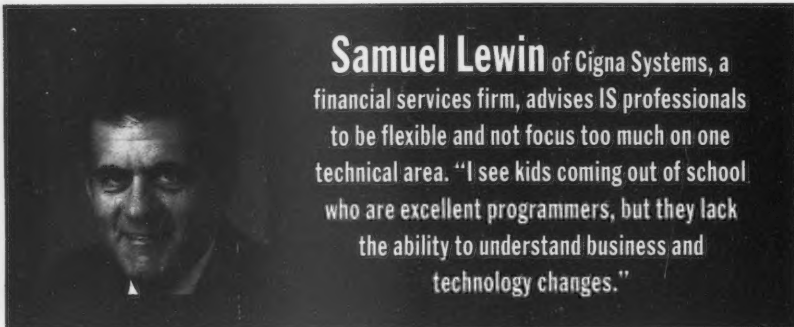 Samuel Lewin of Cigna Systems, a
financial services firm, advises IS professionals
to be flexible and not focus too much on one
technical area. “I see kids coming out of school
who are excellent programmers, but they lack
the ability to understand business and
technology changes.”